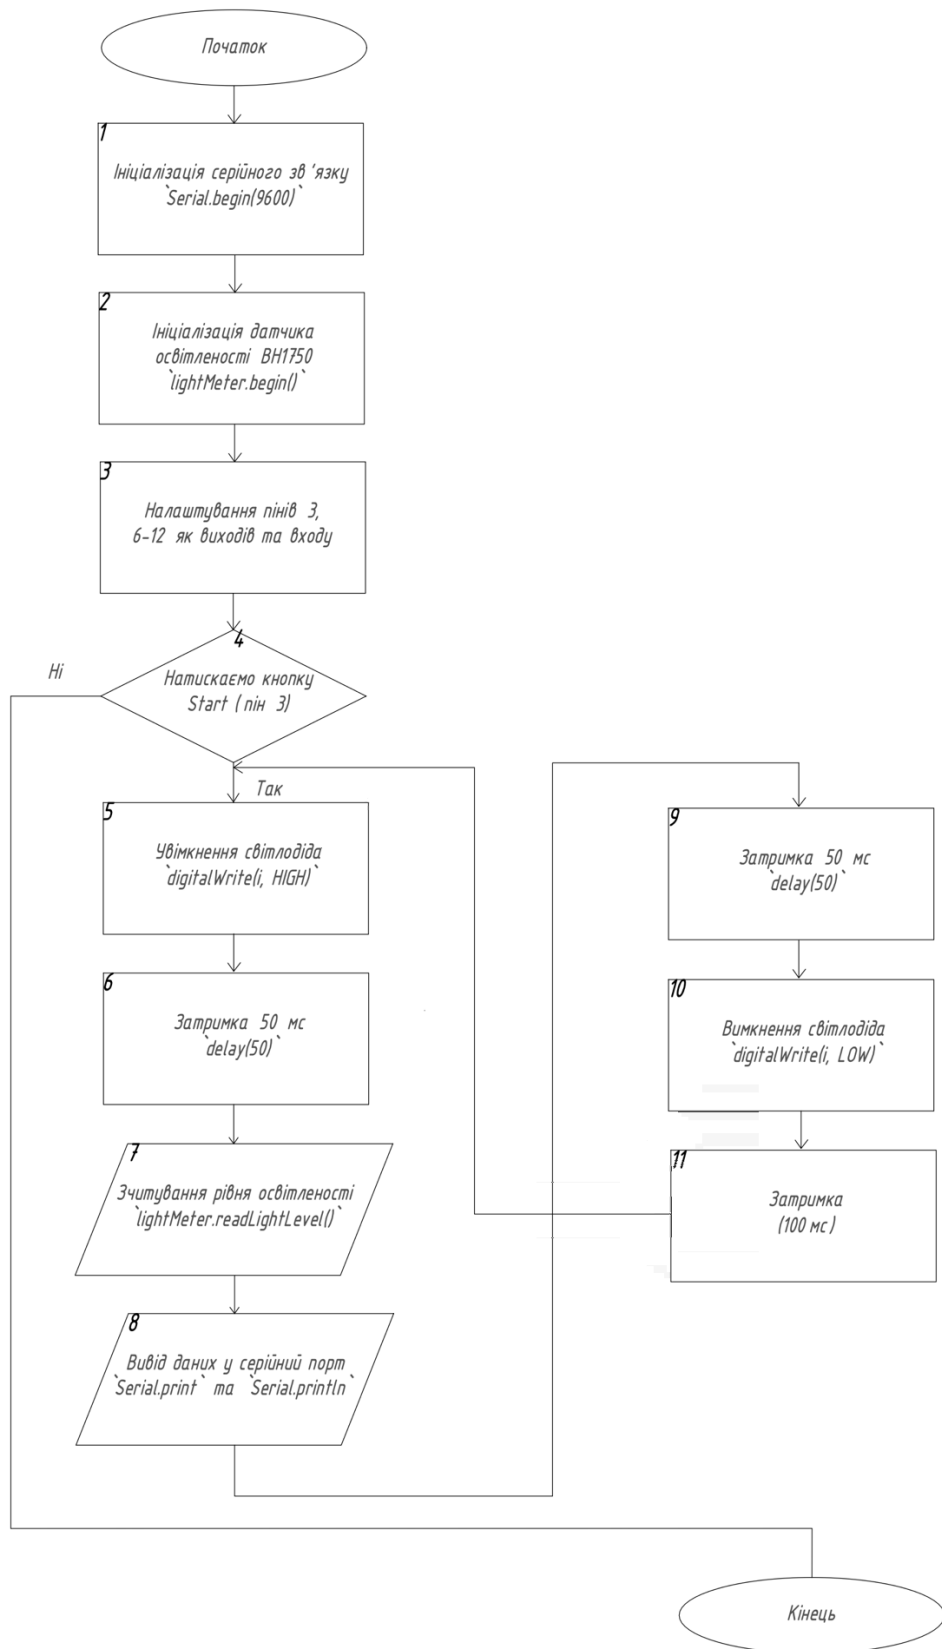 Початок
1
Ініціалізація серійного зв'язку
`Serial.begin(9600)`
2
Ініціалізація датчика
освітленості BH1750
`lightMeter.begin()`
3
Налаштування пінів 3,
6-12 як виходів та входу
4
Натискаємо кнопку
Start (пін 3)
Ні
Так
5
Увімкнення світлодіда
`digitalWrite(i, HIGH)`
6
Затримка 50 мс
`delay(50)`
7
Зчитування рівня освітленості
`lightMeter.readLightLevel()`
8
Вивід даних у серійний порт
`Serial.print` та `Serial.println`
9
Затримка 50 мс
`delay(50)`
10
Вимкнення світлодіда
`digitalWrite(i, LOW)`
11
Затримка
(100 мс)
Кінець